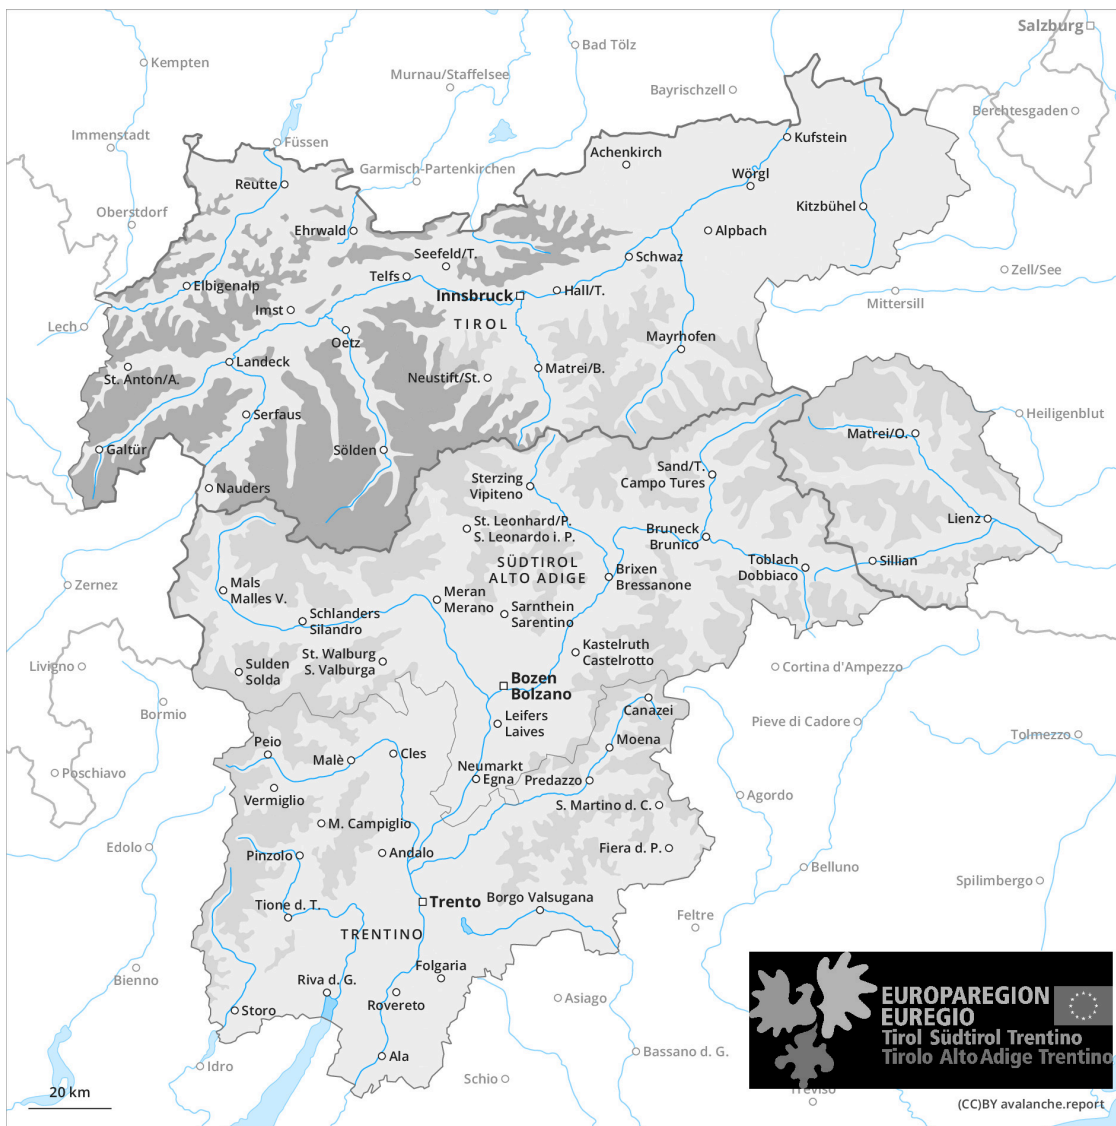 Salzburg
Bad Tölz
Kempten
Murnau/Staffelsee
Bayrischzell
Berchtesgaden
Immenstadt
Füssen
Kufstein
Achenkirch
Garmisch-Partenkirchen
Wörgl
Reutte
Oberstdorf
Kitzbühel
Ehrwald
Alpbach
Seefeld/T.
Schwaz
Zell/See
Telfs
Elbigenalp
Innsbruck
Hall/T.
Mittersill
Imst
TIROL
Lech
Oetz
Mayrhofen
Landeck
Matrei/B.
St. Anton/A.
Neustift/St.
Serfaus
Heiligenblut
Matrei/O.
Galtür
Sölden
Sand/T.
Campo Tures
Sterzing
Vipiteno
Nauders
St. Leonhard/P.
S. Leonardo i. P.
Lienz
Bruneck
Brunico
SÜDTIROL
ALTO ADIGE
Toblach
Dobbiaco
Sillian
Brixen
Bressanone
Zernez
Mals
Malles V.
Meran
Merano
Schlanders
Silandro
Sarnthein
Sarentino
Kastelruth
Castelrotto
St. Walburg
S. Valburga
Livigno
Sulden
Solda
Cortina d'Ampezzo
Bozen
Bolzano
Bormio
Canazei
Leifers
Laives
Pieve di Cadore
Tolmezzo
Peio
Moena
Malè
Cles
Poschiavo
Neumarkt
Egna
Predazzo
Vermiglio
Agordo
S. Martino d. C.
M. Campiglio
Edolo
Fiera d. P.
Pinzolo
Andalo
Belluno
Spilimbergo
Trento
Borgo Valsugana
Tione d. T.
Feltre
TRENTINO
Folgaria
Bienno
Riva d. G.
Rovereto
Asiago
Storo
EUROPAREGION
EUREGIO
Tirol Südtirol Trentino
Tirolo Alto Adige Trentino
Ala
Bassano d. G.
Idro
Schio
Treviso
20 km
(CC)BY avalanche.report